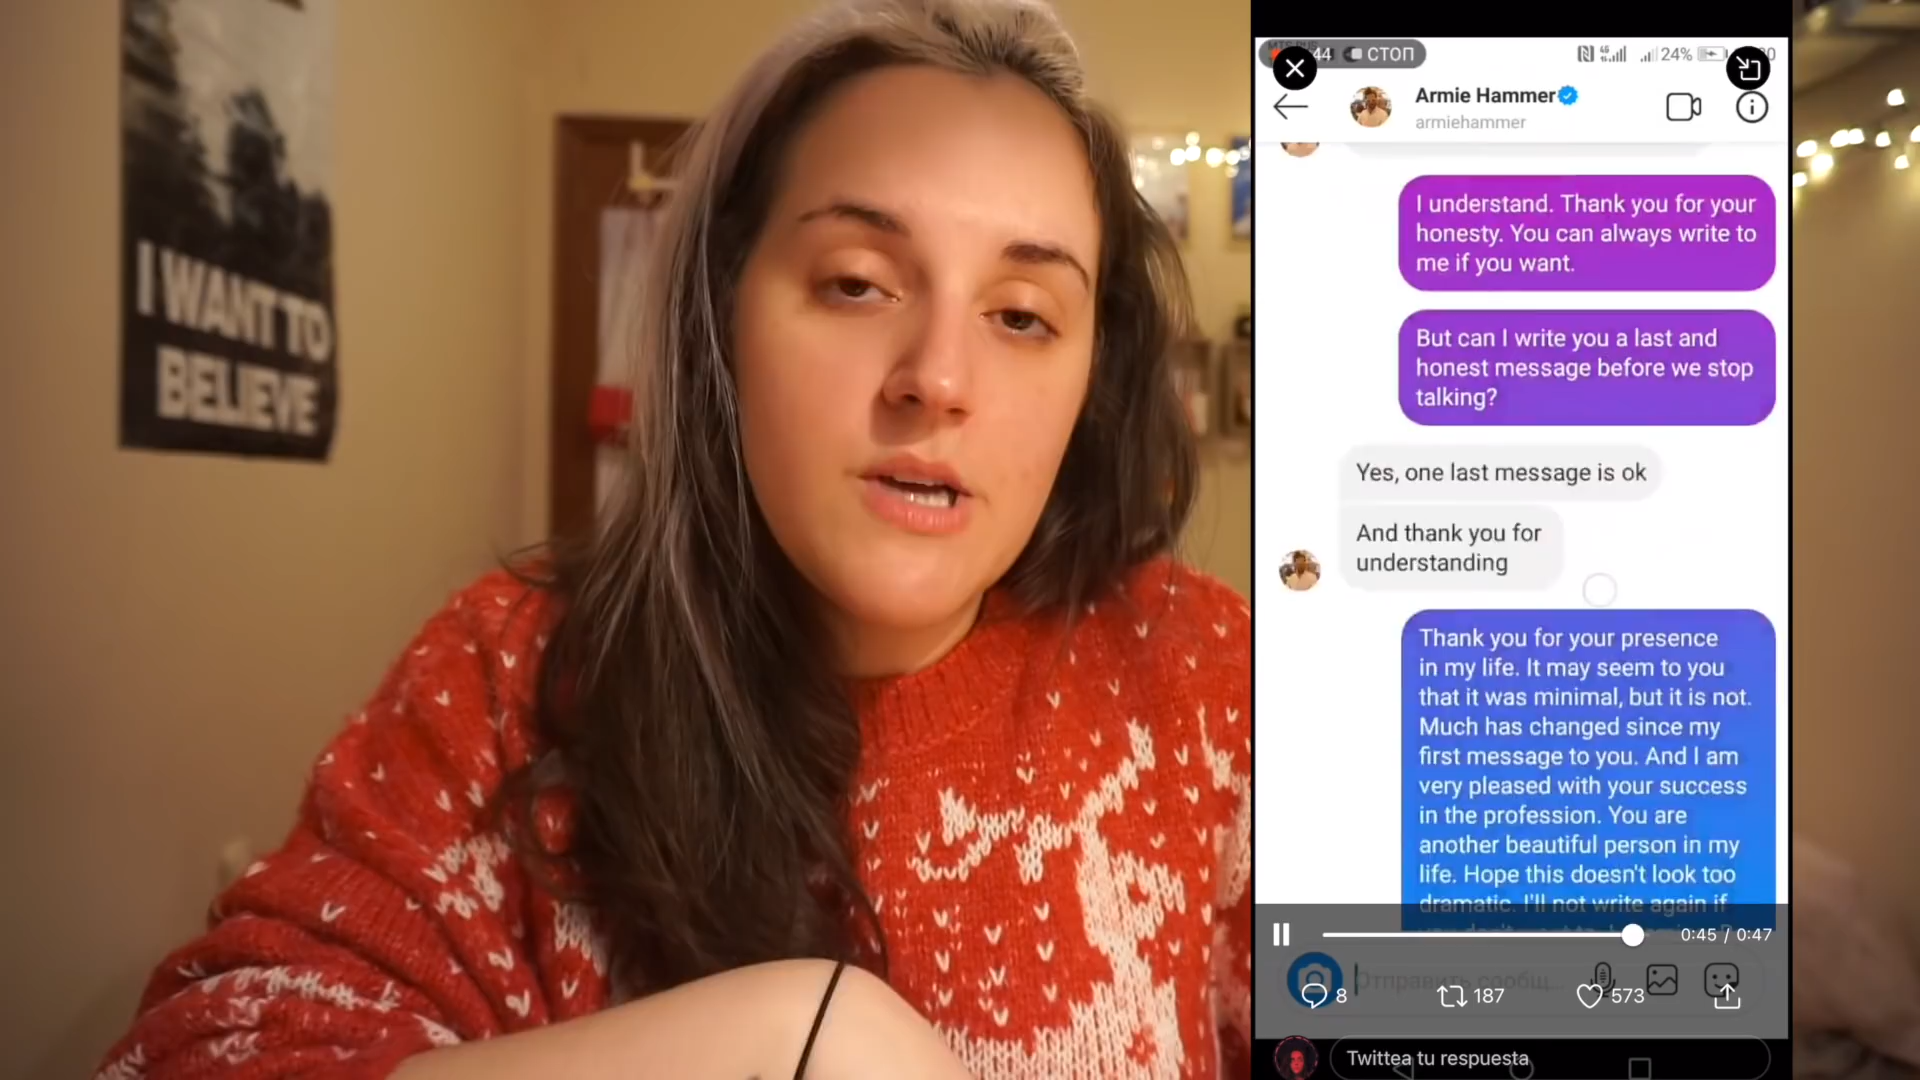 I WANT TO
BELIEVE
44 СТОП
24%
Armie Hammer
armiehammer
I understand. Thank you for your
honesty. You can always write to
me if you want.
But can I write you a last and
honest message before we stop
talking?
Yes, one last message is ok
And thank you for
understanding
Thank you for your presence
in my life. It may seem to you
that it was minimal, but it is not.
Much has changed since my
first message to you. And I am
very pleased with your success
in the profession. You are
another beautiful person in my
life. Hope this doesn't look too
dramatic. I'll not write again if
0:45 / 0:47
Отправить сообщ...
8
187
573
Twittea tu respuesta